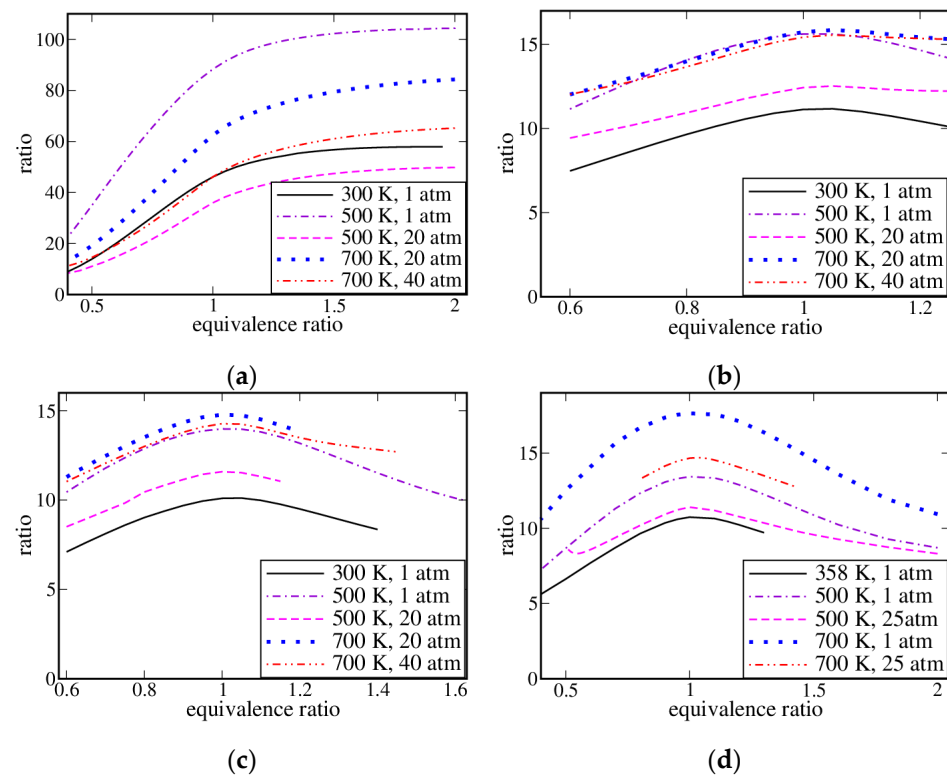 100
80
60
40
20
0
ratio
300 K, 1 atm
500 K, 1 atm
500 K, 20 atm
700 K, 20 atm
700 K, 40 atm
0.5 1 1.5 2
equivalence ratio
(a)
15
10
5
0
ratio
300 K, 1 atm
500 K, 1 atm
500 K, 20 atm
700 K, 20 atm
700 K, 40 atm
0.6 0.8 1 1.2
equivalence ratio
(b)
15
10
5
0
ratio
300 K, 1 atm
500 K, 1 atm
500 K, 20 atm
700 K, 20 atm
700 K, 40 atm
0.6 0.8 1 1.2 1.4 1.6
equivalence ratio
(c)
15
10
5
0
ratio
358 K, 1 atm
500 K, 1 atm
500 K, 25atm
700 K, 1 atm
700 K, 25 atm
0.5 1 1.5 2
equivalence ratio
(d)